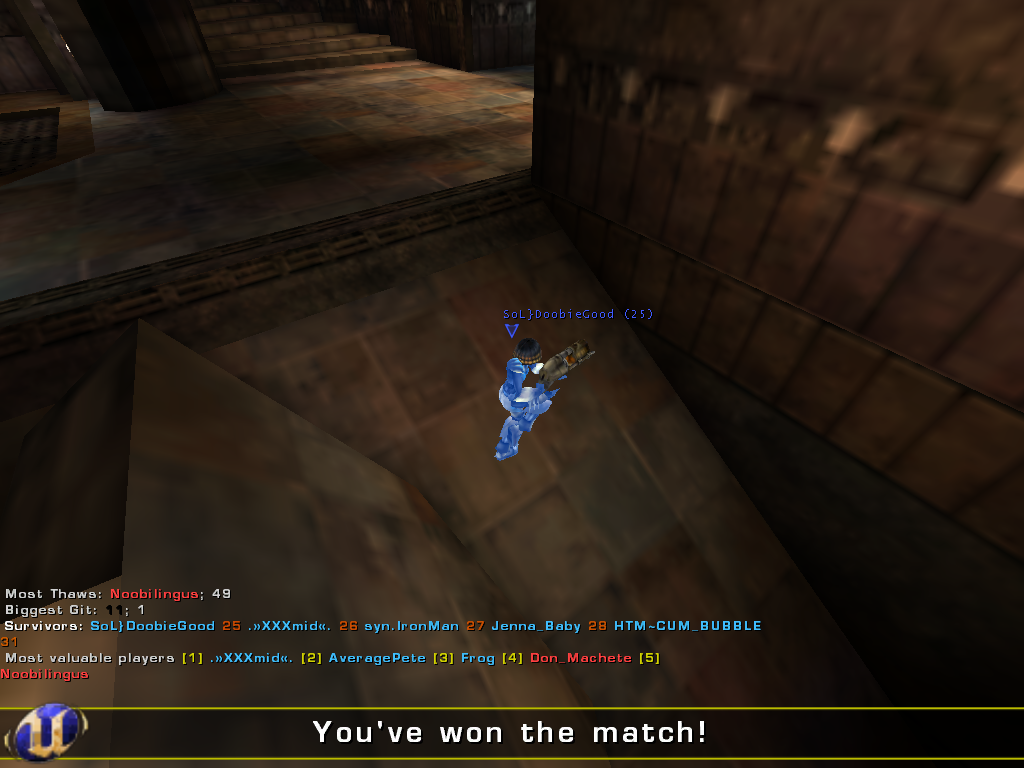 SoL}DoobieGood (25)
Most Thaws: Noobilingus; 49
Biggest Git: 11; 1
Survivors: SoL}DoobieGood 25 .»XXXmid«. 26 syn.IronMan 27 Jenna_Baby 28 HTM~CUM_BUBBLE
31
Most valuable players [1] .»XXXmid«. [2] AveragePete [3] Frog [4] Don_Machete [5]
Noobilingus
You've won the match!